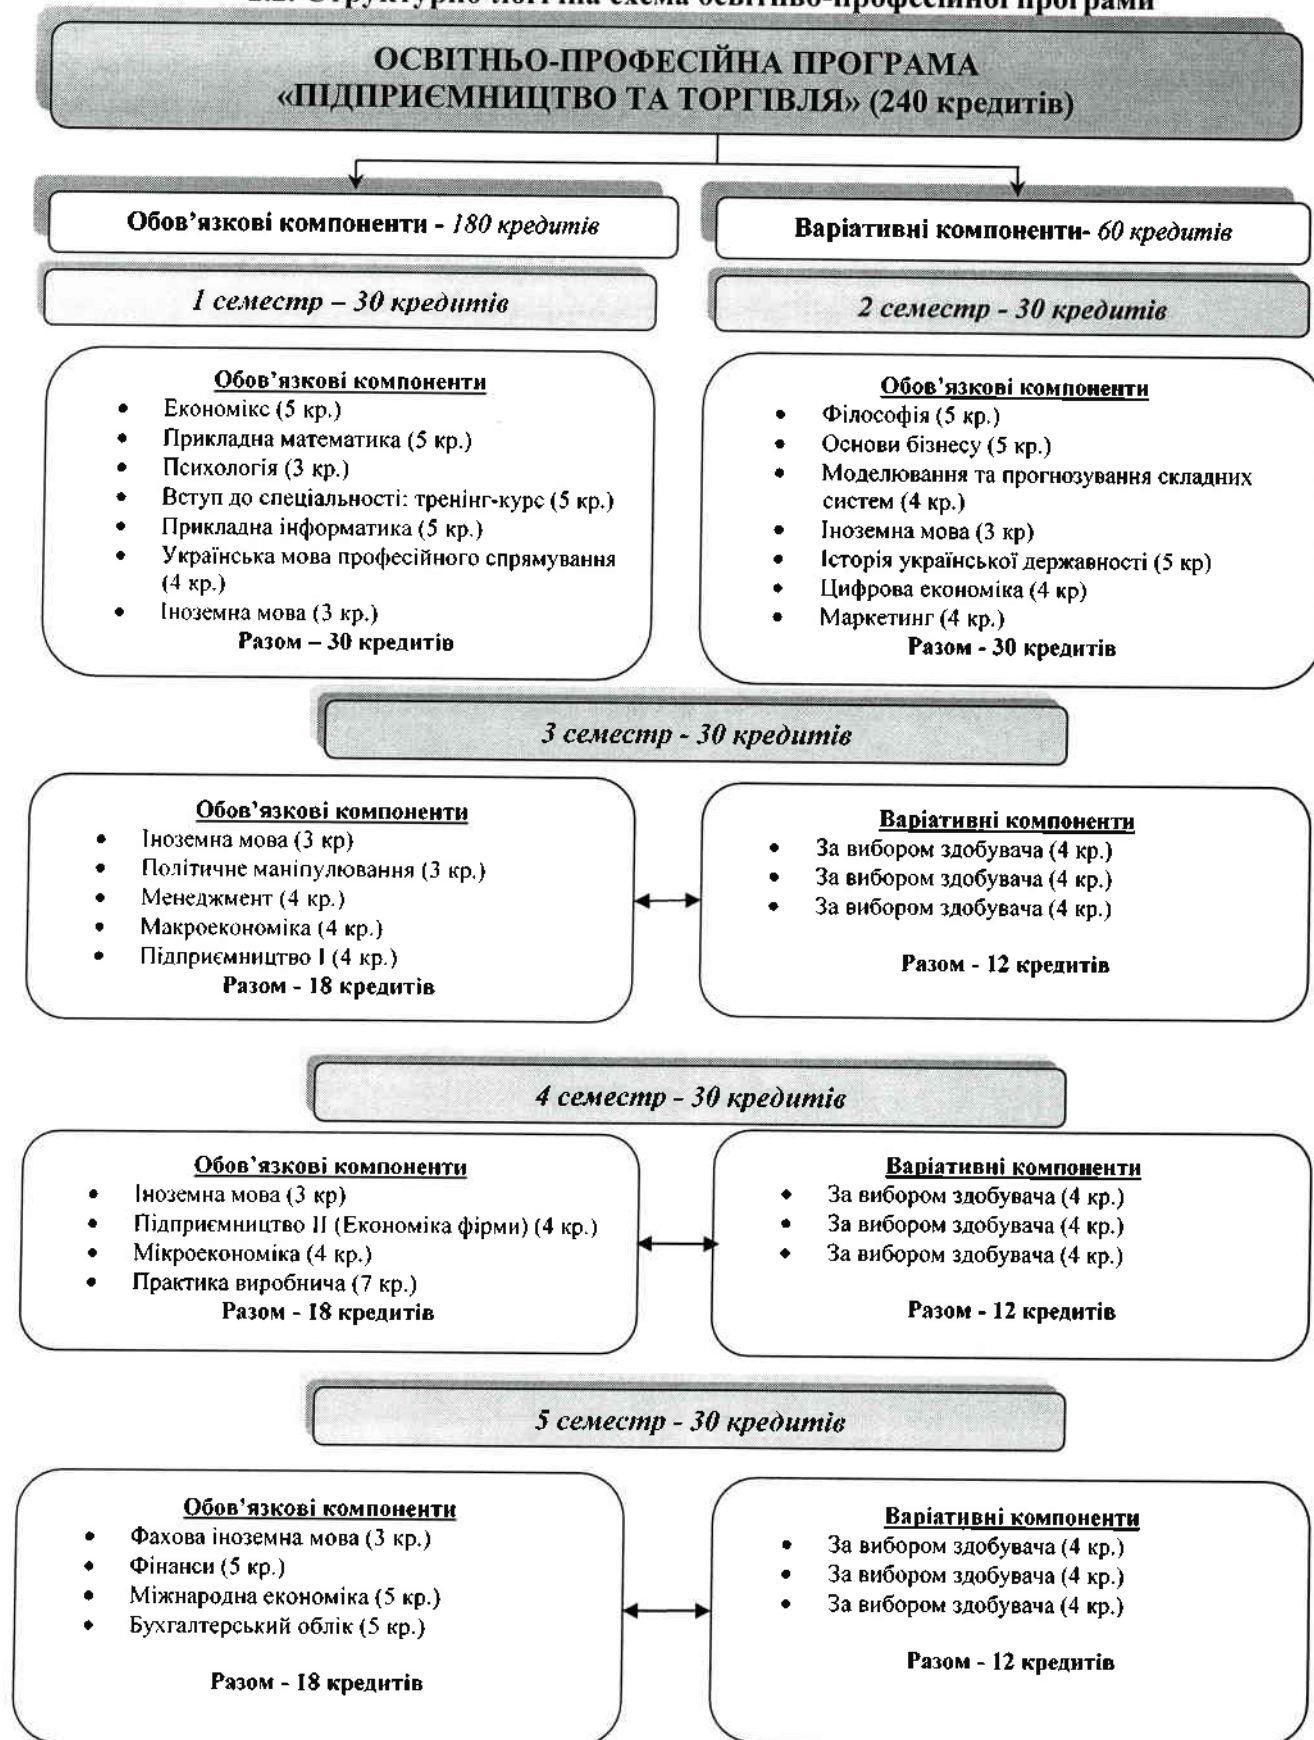 ОСВІТНЬО-ПРОФЕСІЙНА ПРОГРАМА
«ПІДПРИЄМНИЦТВО ТА ТОРГІВЛЯ» (240 кредитів)
Обов’язкові компоненти - 180 кредитів
Варіативні компоненти- 60 кредитів
1 семестр – 30 кредитів
2 семестр - 30 кредитів
Обов’язкові компоненти
• Економікс (5 кр.)
• Прикладна математика (5 кр.)
• Психологія (3 кр.)
• Вступ до спеціальності: тренінг-курс (5 кр.)
• Прикладна інформатика (5 кр.)
• Українська мова професійного спрямування
(4 кр.)
• Іноземна мова (3 кр.)
Разом – 30 кредитів
Обов’язкові компоненти
• Філософія (5 кр.)
• Основи бізнесу (5 кр.)
• Моделювання та прогнозування складних
систем (4 кр.)
• Іноземна мова (3 кр)
• Історія української державності (5 кр)
• Цифрова економіка (4 кр)
• Маркетинг (4 кр.)
Разом - 30 кредитів
3 семестр - 30 кредитів
Обов’язкові компоненти
• Іноземна мова (3 кр)
• Політичне маніпулювання (3 кр.)
• Менеджмент (4 кр.)
• Макроекономіка (4 кр.)
• Підприємництво І (4 кр.)
Разом - 18 кредитів
Варіативні компоненти
• За вибором здобувача (4 кр.)
• За вибором здобувача (4 кр.)
• За вибором здобувача (4 кр.)
Разом - 12 кредитів
4 семестр - 30 кредитів
Обов’язкові компоненти
• Іноземна мова (3 кр)
• Підприємництво ІІ (Економіка фірми) (4 кр.)
• Мікроекономіка (4 кр.)
• Практика виробнича (7 кр.)
Разом - 18 кредитів
Варіативні компоненти
• За вибором здобувача (4 кр.)
• За вибором здобувача (4 кр.)
• За вибором здобувача (4 кр.)
Разом - 12 кредитів
5 семестр - 30 кредитів
Обов’язкові компоненти
• Фахова іноземна мова (3 кр.)
• Фінанси (5 кр.)
• Міжнародна економіка (5 кр.)
• Бухгалтерський облік (5 кр.)
Разом - 18 кредитів
Варіативні компоненти
• За вибором здобувача (4 кр.)
• За вибором здобувача (4 кр.)
• За вибором здобувача (4 кр.)
Разом - 12 кредитів